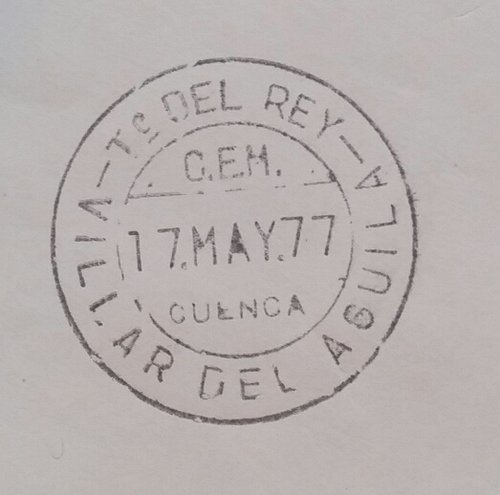 Tº DEL REY
C.E.M.
17.MAY.77
CUENCA
VILLAR DEL AGUILA